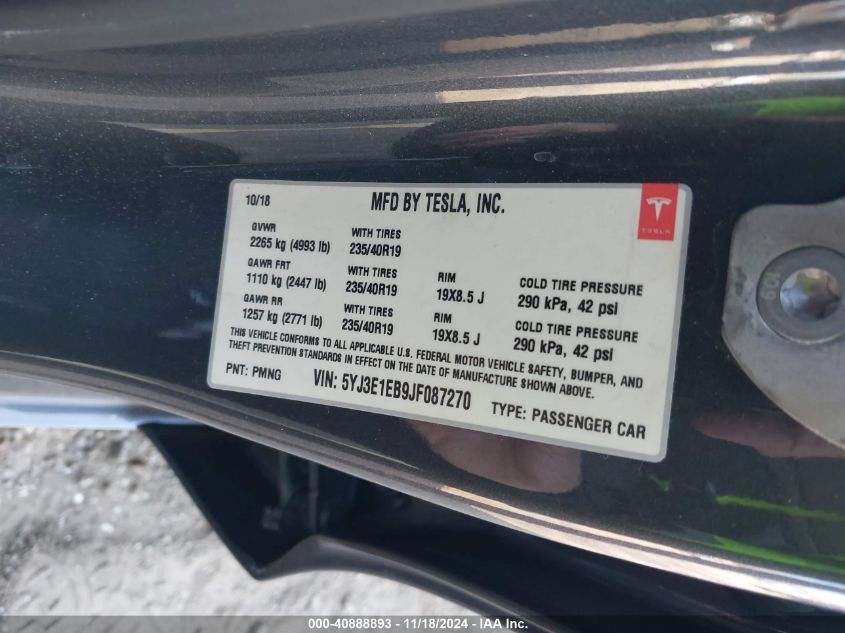 10/18
MFD BY TESLA, INC.
TESLA
GVWR
2265 kg (4993 lb)
WITH TIRES
235/40R19
GAWR FRT
1110 kg (2447 lb)
WITH TIRES
235/40R19
RIM
19X8.5 J
COLD TIRE PRESSURE
290 kPa, 42 psi
GAWR RR
1257 kg (2771 lb)
WITH TIRES
235/40R19
RIM
19X8.5 J
COLD TIRE PRESSURE
290 kPa, 42 psi
THIS VEHICLE CONFORMS TO ALL APPLICABLE U.S. FEDERAL MOTOR VEHICLE SAFETY, BUMPER, AND
THEFT PREVENTION STANDARDS IN EFFECT ON THE DATE OF MANUFACTURE SHOWN ABOVE.
PNT: PMNG
VIN: 5YJ3E1EB9JF087270
TYPE: PASSENGER CAR
000-40888893 - 11/18/2024 - IAA Inc.